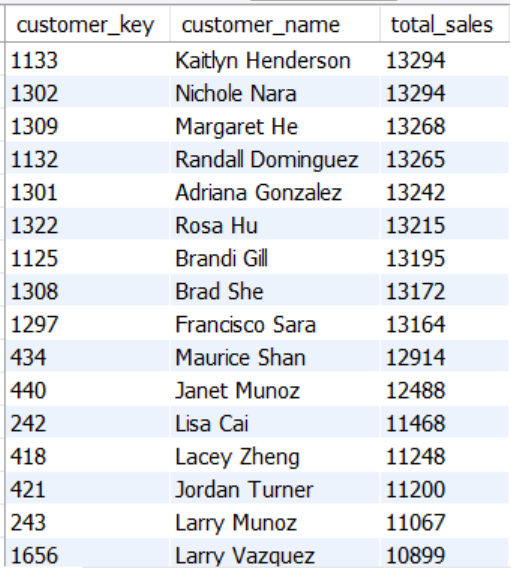 customer_key customer_name total_sales
1133 Kaitlyn Henderson 13294
1302 Nichole Nara 13294
1309 Margaret He 13268
1132 Randall Dominguez 13265
1301 Adriana Gonzalez 13242
1322 Rosa Hu 13215
1125 Brandi Gill 13195
1308 Brad She 13172
1297 Francisco Sara 13164
434 Maurice Shan 12914
440 Janet Munoz 12488
242 Lisa Cai 11468
418 Lacey Zheng 11248
421 Jordan Turner 11200
243 Larry Munoz 11067
1656 Larry Vazquez 10899